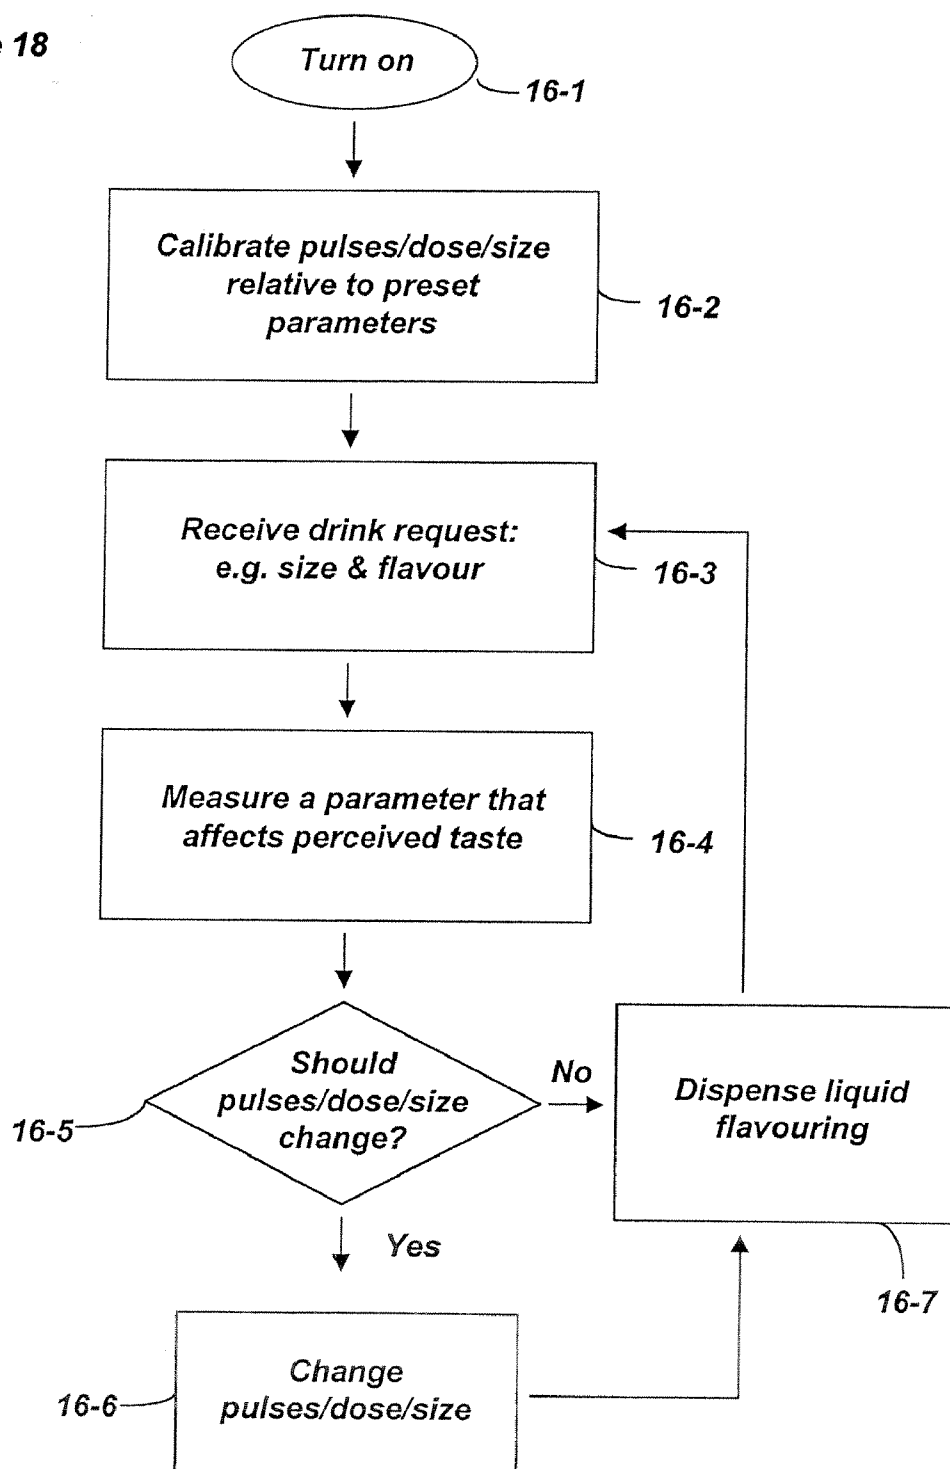 18
Turn on
16-1
Calibrate pulses/dose/size
relative to preset
parameters
16-2
Receive drink request:
e.g. size & flavour
16-3
Measure a parameter that
affects perceived taste
16-4
Should
pulses/dose/size
change?
16-5
No
Dispense liquid
flavouring
16-7
Yes
Change
pulses/dose/size
16-6